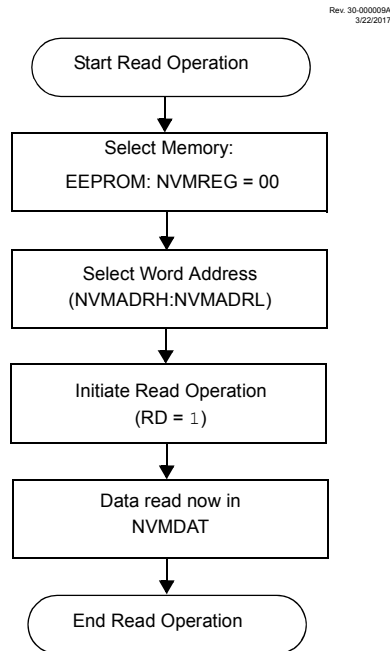 Rev. 30-000009A
3/22/2017
Start Read Operation
Select Memory:
EEPROM: NVMREG = 00
Select Word Address
(NVMADRH:NVMADRL)
Initiate Read Operation
(RD = 1)
Data read now in
NVMDAT
End Read Operation